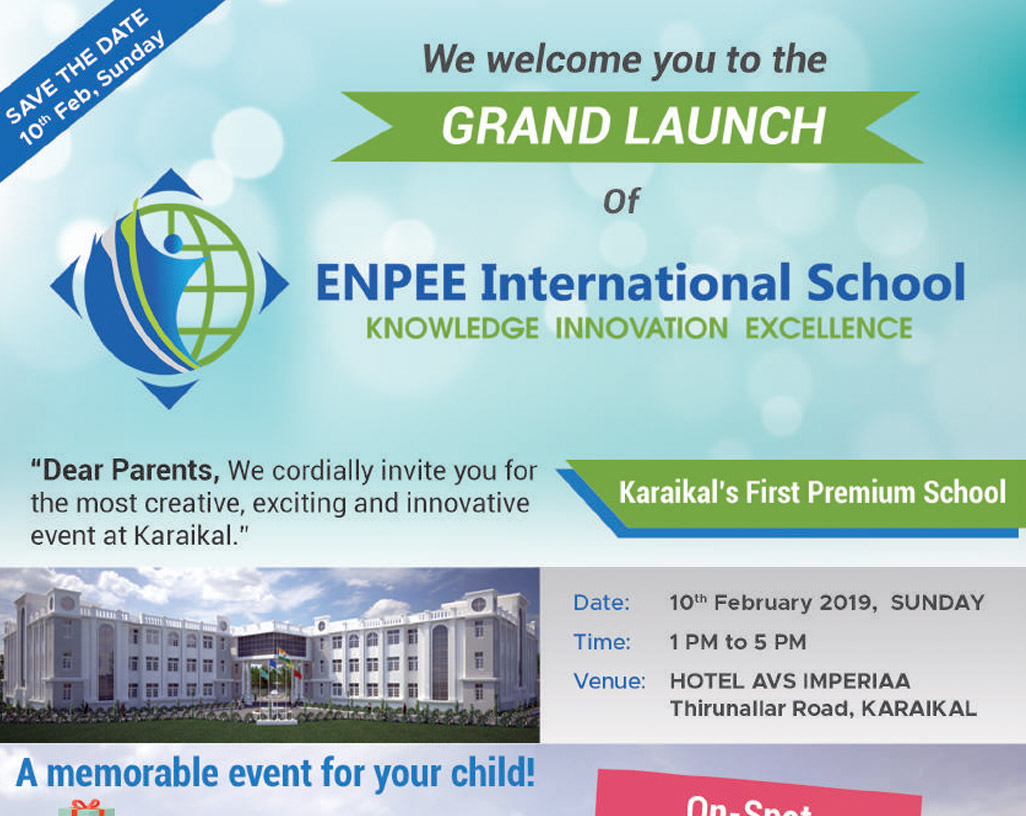 SAVE THE DATE
10th Feb, Sunday
We welcome you to the
GRAND LAUNCH
Of
ENPEE International School
KNOWLEDGE INNOVATION EXCELLENCE
“Dear Parents, We cordially invite you for
the most creative, exciting and innovative
event at Karaikal.”
Karaikal's First Premium School
Date: 10th February 2019, SUNDAY
Time: 1 PM to 5 PM
Venue: HOTEL AVS IMPERIAA
Thirunallar Road, KARAIKAL
A memorable event for your child!
On-Spot